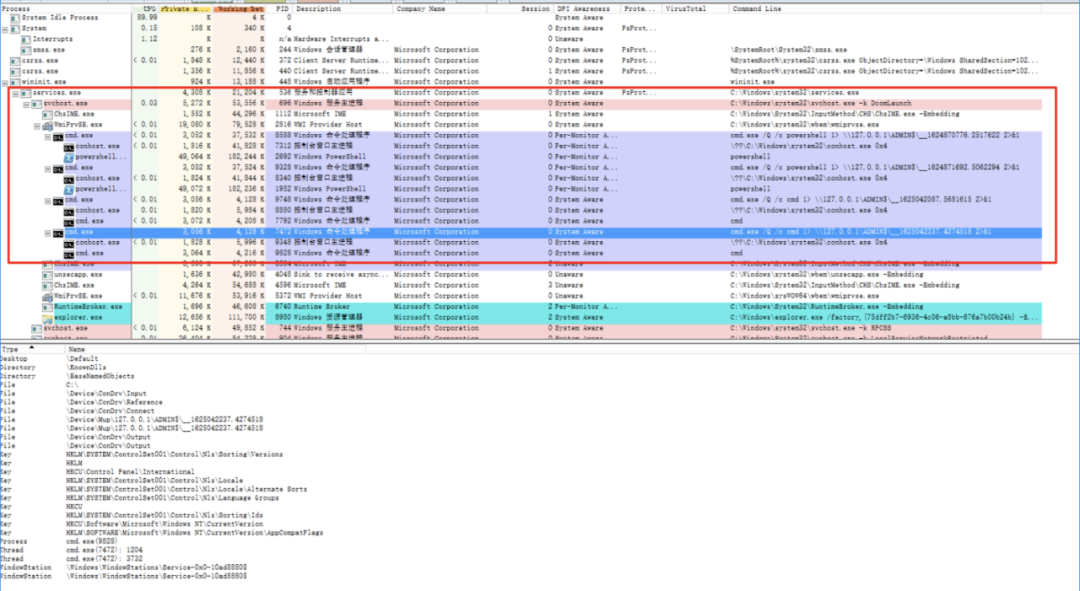 Process CPU Private B... Working Set PID Description Company Name Session DPI Awareness Prote... VirusTotal Command Line
System Idle Process 89.99 K 4 K 0 System Aware
System 0.15 108 K 340 K 4 System Aware PsProt...
Interrupts 1.12 K K n/a Hardware Interrupts a... 0 Unaware
smss.exe 276 K 2,160 K 244 Windows 会话管理器 Microsoft Corporation 0 System Aware PsProt... \SystemRoot\System32\smss.exe
csrss.exe < 0.01 1,848 K 12,440 K 372 Client Server Runtime... Microsoft Corporation 0 System Aware PsProt... %SystemRoot%\system32\csrss.exe ObjectDirectory=\Windows SharedSection=102...
csrss.exe < 0.01 1,356 K 11,856 K 440 Client Server Runtime... Microsoft Corporation 1 System Aware PsProt... %SystemRoot%\system32\csrss.exe ObjectDirectory=\Windows SharedSection=102...
wininit.exe 924 K 13,188 K 448 Windows 启动应用程序 Microsoft Corporation 0 System Aware PsProt... wininit.exe
services.exe 4,308 K 21,204 K 536 服务和控制器应用 Microsoft Corporation 0 System Aware PsProt... C:\Windows\system32\services.exe
svchost.exe 0.03 5,272 K 53,556 K 696 Windows 服务主进程 Microsoft Corporation 0 System Aware C:\Windows\system32\svchost.exe -k DcomLaunch
ChsIME.exe 1,552 K 44,296 K 1112 Microsoft IME Microsoft Corporation 1 System Aware C:\Windows\System32\InputMethod\CHS\ChsIME.exe -Embedding
WmiPrvSE.exe < 0.01 19,080 K 79,528 K 2816 WMI Provider Host Microsoft Corporation 0 System Aware C:\Windows\system32\wbem\wmiprvse.exe
cmd.exe < 0.01 3,052 K 37,532 K 8588 Windows 命令处理程序 Microsoft Corporation 0 Per-Monitor A... cmd.exe /Q /c powershell 1> \\127.0.0.1\ADMIN$\__1624870776.2517622 2>&1
conhost.exe < 0.01 1,816 K 41,828 K 7312 控制台窗口主进程 Microsoft Corporation 0 Per-Monitor A... \??\C:\Windows\system32\conhost.exe 0x4
powershell... 49,064 K 182,244 K 2692 Windows PowerShell Microsoft Corporation 0 Per-Monitor A... powershell
cmd.exe 3,052 K 37,524 K 9328 Windows 命令处理程序 Microsoft Corporation 0 Per-Monitor A... cmd.exe /Q /c powershell 1> \\127.0.0.1\ADMIN$\__1624871692.5062294 2>&1
conhost.exe < 0.01 1,824 K 41,844 K 8340 控制台窗口主进程 Microsoft Corporation 0 Per-Monitor A... \??\C:\Windows\system32\conhost.exe 0x4
powershell... 49,072 K 182,236 K 1952 Windows PowerShell Microsoft Corporation 0 Per-Monitor A... powershell
cmd.exe < 0.01 3,056 K 4,128 K 9748 Windows 命令处理程序 Microsoft Corporation 0 System Aware cmd.exe /Q /c cmd 1> \\127.0.0.1\ADMIN$\__1625042087.5681615 2>&1
conhost.exe < 0.01 1,820 K 5,984 K 8880 控制台窗口主进程 Microsoft Corporation 0 System Aware \??\C:\Windows\system32\conhost.exe 0x4
cmd.exe < 0.01 3,072 K 4,208 K 7792 Windows 命令处理程序 Microsoft Corporation 0 System Aware cmd
cmd.exe 3,056 K 4,128 K 7472 Windows 命令处理程序 Microsoft Corporation 0 System Aware cmd.exe /Q /c cmd 1> \\127.0.0.1\ADMIN$\__1625042237.4274518 2>&1
conhost.exe < 0.01 1,828 K 5,996 K 9348 控制台窗口主进程 Microsoft Corporation 0 System Aware \??\C:\Windows\system32\conhost.exe 0x4
cmd.exe 3,064 K 4,216 K 9828 Windows 命令处理程序 Microsoft Corporation 0 System Aware cmd
unsecapp.exe 1,636 K 42,980 K 4048 Sink to receive async... Microsoft Corporation 0 Unaware C:\Windows\system32\wbem\unsecapp.exe -Embedding
ChsIME.exe 4,264 K 54,688 K 4596 Microsoft IME Microsoft Corporation 3 Unaware C:\Windows\System32\InputMethod\CHS\ChsIME.exe -Embedding
WmiPrvSE.exe < 0.01 11,676 K 53,916 K 5372 WMI Provider Host Microsoft Corporation 0 Unaware C:\Windows\sysWOW64\wbem\wmiprvse.exe
RuntimeBroker.exe 1,696 K 46,608 K 6740 Runtime Broker Microsoft Corporation 2 Per-Monitor A... C:\Windows\System32\RuntimeBroker.exe -Embedding
explorer.exe 12,656 K 111,700 K 8980 Windows 资源管理器 Microsoft Corporation 2 System Aware C:\Windows\explorer.exe /factory,{75dff2b7-6936-4c06-a8bb-676a7b00b24b} -E...
svchost.exe < 0.01 6,124 K 49,552 K 744 Windows 服务主进程 Microsoft Corporation 0 System Aware C:\Windows\system32\svchost.exe -k RPCSS
Type Name
Desktop \Default
Directory \KnownDlls
Directory \BaseNamedObjects
File C:\
File \Device\ConDrv\Input
File \Device\ConDrv\Reference
File \Device\ConDrv\Connect
File \Device\Mup\127.0.0.1\ADMIN$\__1625042237.4274518
File \Device\Mup\127.0.0.1\ADMIN$\__1625042237.4274518
File \Device\ConDrv\Output
File \Device\ConDrv\Output
Key HKLM\SYSTEM\ControlSet001\Control\Nls\Sorting\Versions
Key HKLM
Key HKCU\Control Panel\International
Key HKLM\SYSTEM\ControlSet001\Control\Nls\Locale
Key HKLM\SYSTEM\ControlSet001\Control\Nls\Locale\Alternate Sorts
Key HKLM\SYSTEM\ControlSet001\Control\Nls\Language Groups
Key HKCU
Key HKLM\SYSTEM\ControlSet001\Control\Nls\Sorting\Ids
Key HKCU\Software\Microsoft\Windows NT\CurrentVersion
Key HKLM\SOFTWARE\Microsoft\Windows NT\CurrentVersion\AppCompatFlags
Process cmd.exe(9828)
Thread cmd.exe(7472): 1204
Thread cmd.exe(7472): 3732
WindowStation \Windows\WindowStations\Service-0x0-10ad8880$
WindowStation \Windows\WindowStations\Service-0x0-10ad8880$